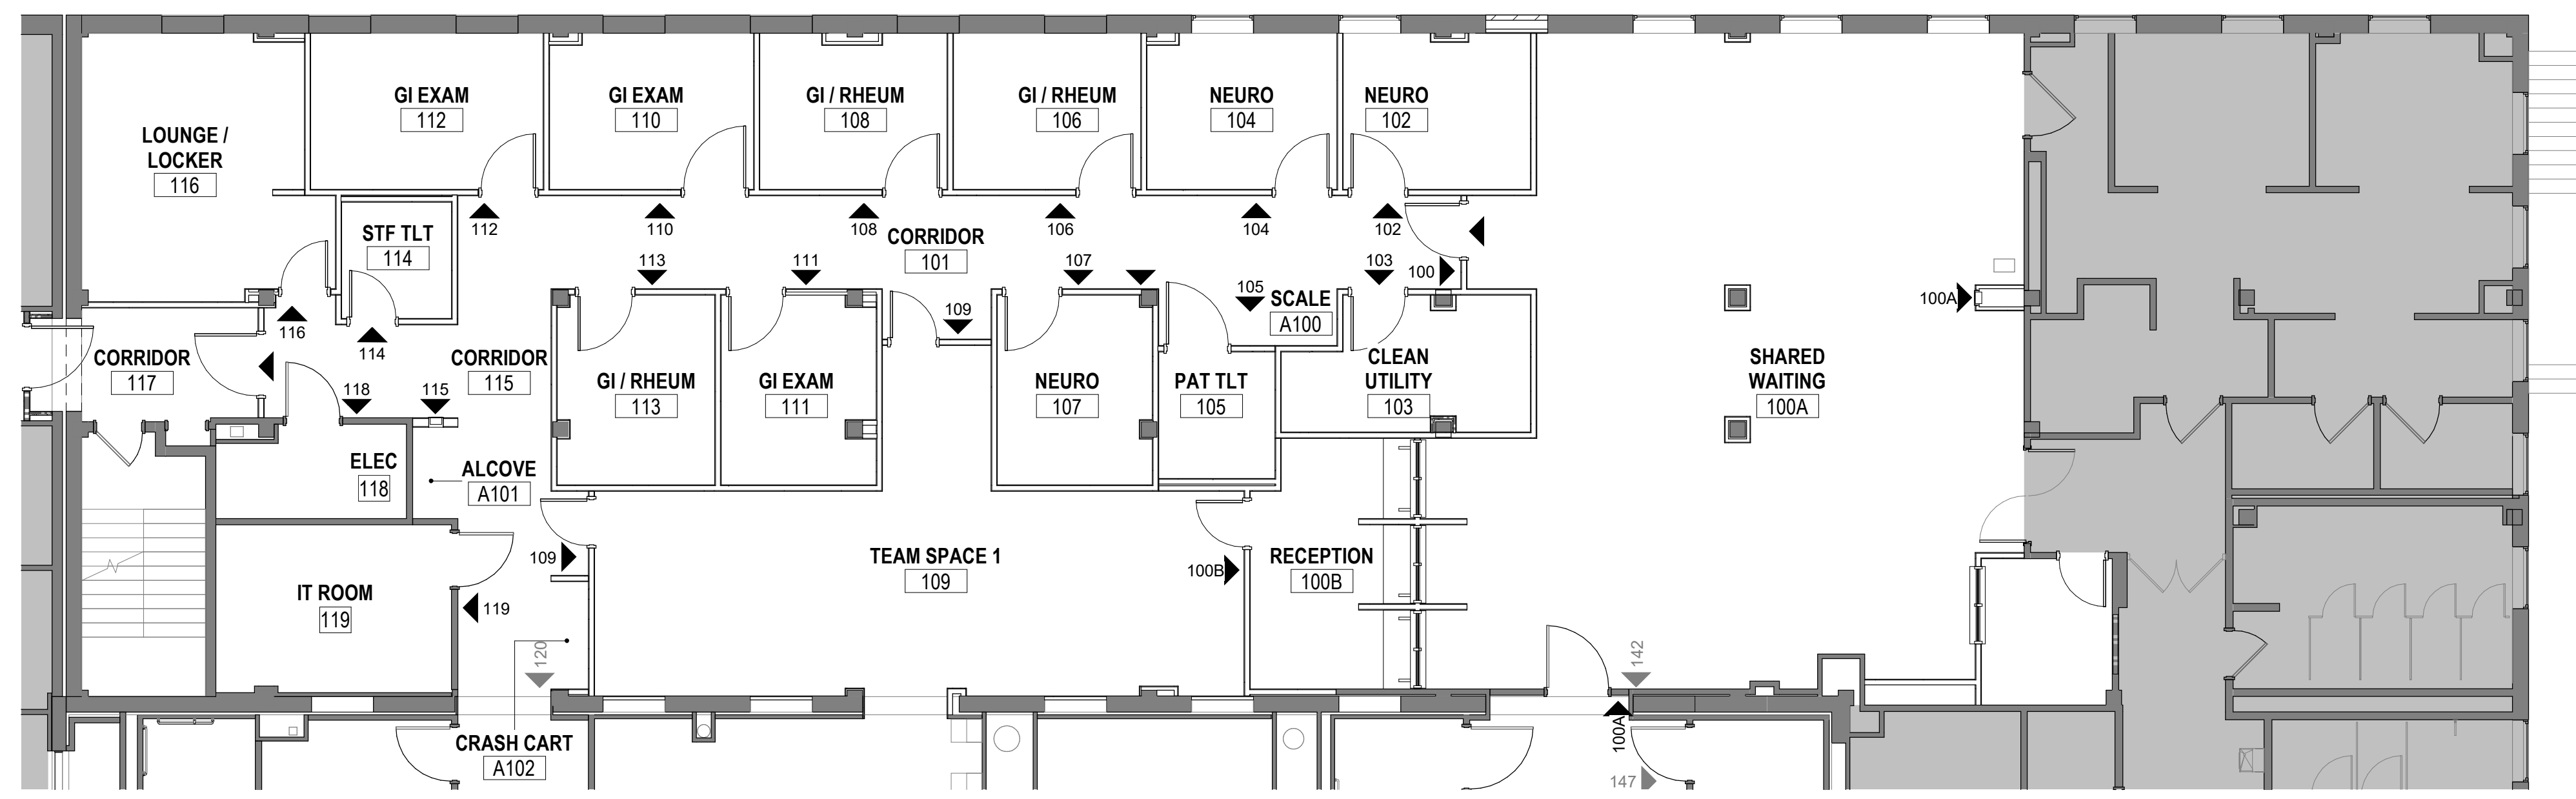 GI EXAM
112
GI EXAM
110
GI / RHEUM
108
GI / RHEUM
106
NEURO
104
NEURO
102
LOUNGE /
LOCKER
116
STF TLT
114
112
110
108
106
104
102
CORRIDOR
101
113
111
107
103
100
105
SCALE
A100
100A
109
116
114
CORRIDOR
117
CORRIDOR
115
118
115
GI / RHEUM
113
GI EXAM
111
NEURO
107
PAT TLT
105
CLEAN
UTILITY
103
SHARED
WAITING
100A
ELEC
118
ALCOVE
A101
109
TEAM SPACE 1
109
100B
RECEPTION
100B
IT ROOM
119
119
120
142
100A
CRASH CART
A102
147